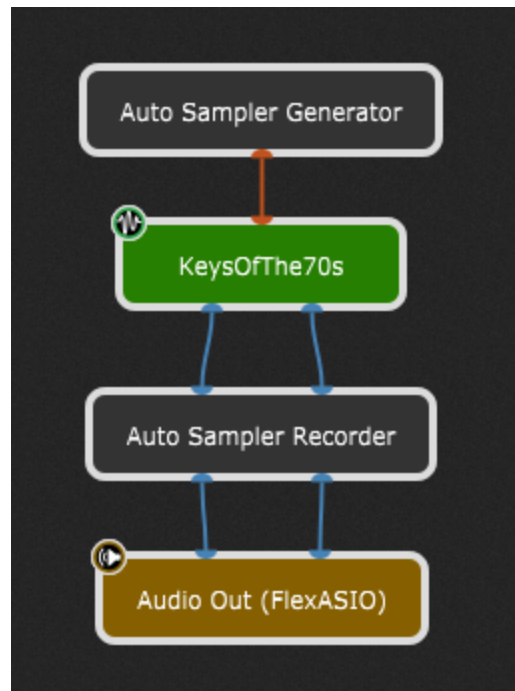 Auto Sampler Generator
KeysOfThe70s
Auto Sampler Recorder
Audio Out (FlexASIO)